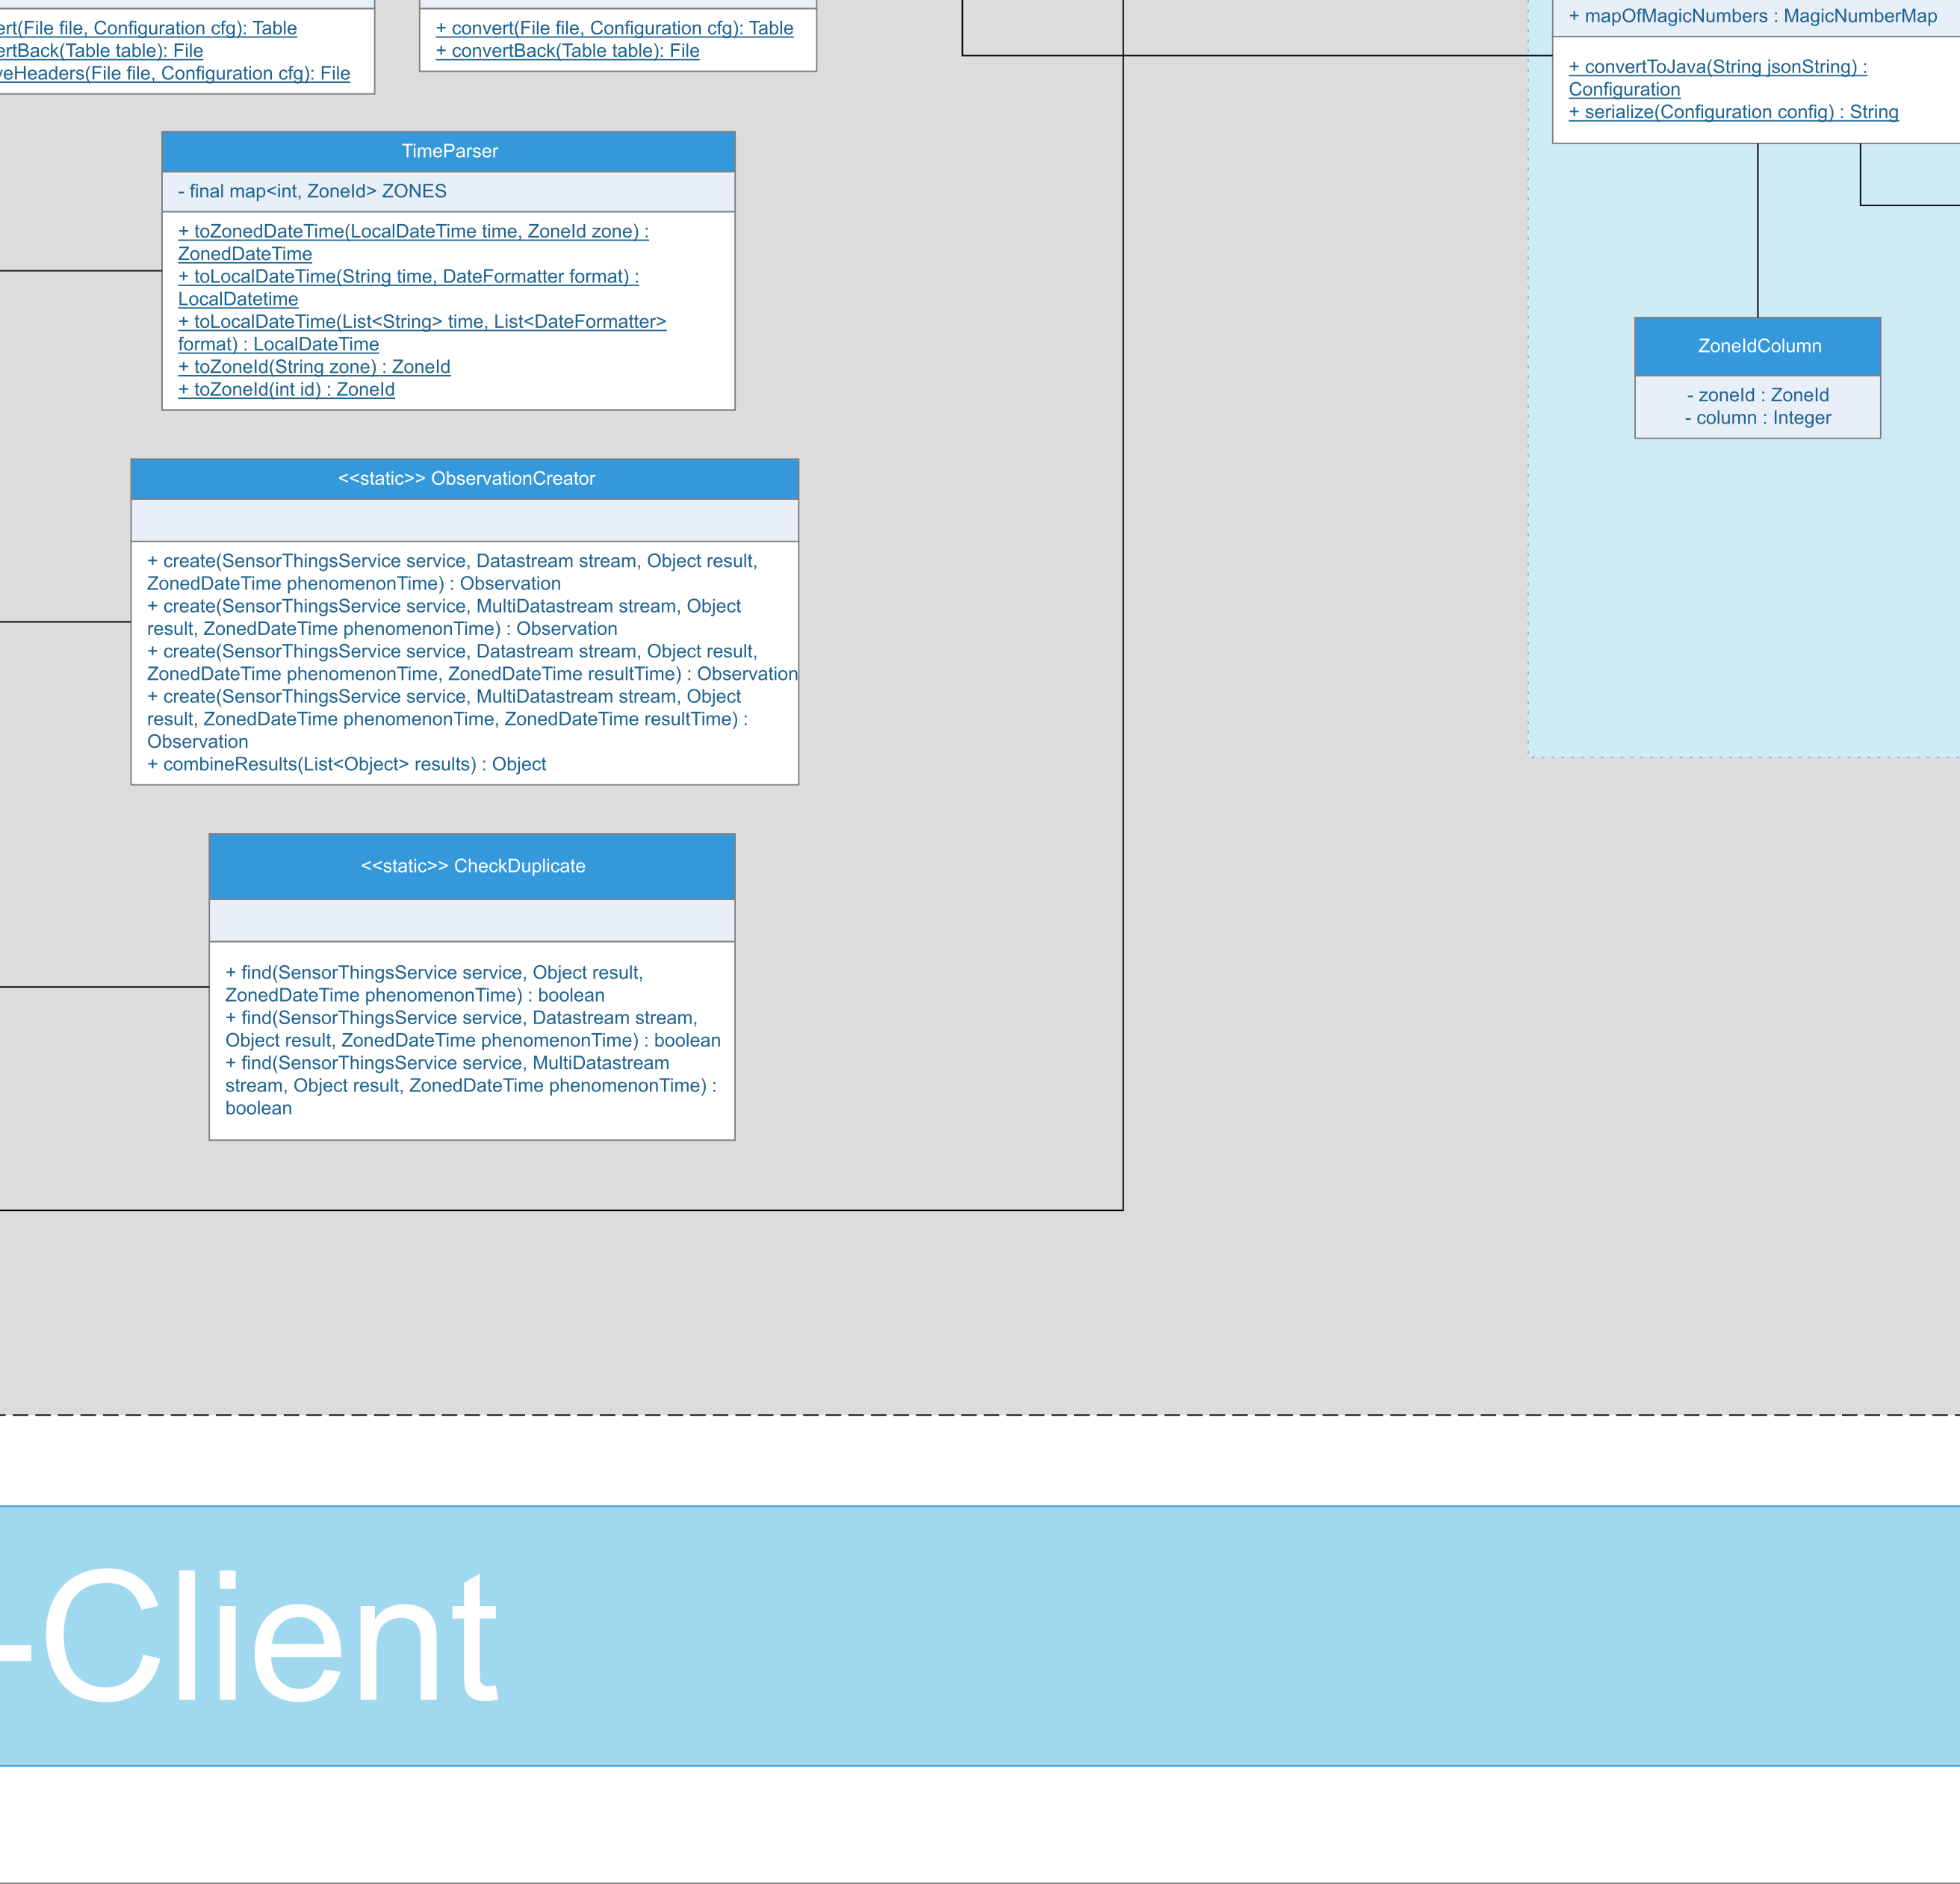 (File file, Configuration cfg): Table
(Table table): File
(File file, Configuration cfg): File
+ convert(File file, Configuration cfg): Table
+ convertBack(Table table): File
+ mapOfMagicNumbers : MagicNumberMap
+ convertToJava(String jsonString) :
Configuration
+ serialize(Configuration config) : String
TimeParser
- final map<int, ZoneId> ZONES
+ toZonedDateTime(LocalDateTime time, ZoneId zone) :
ZonedDateTime
+ toLocalDateTime(String time, DateFormatter format) :
LocalDatetime
+ toLocalDateTime(List<String> time, List<DateFormatter>
format) : LocalDateTime
+ toZoneId(String zone) : ZoneId
+ toZoneId(int id) : ZoneId
ZoneIdColumn
- zoneId : ZoneId
- column : Integer
<<static>> ObservationCreator
+ create(SensorThingsService service, Datastream stream, Object result,
ZonedDateTime phenomenonTime) : Observation
+ create(SensorThingsService service, MultiDatastream stream, Object
result, ZonedDateTime phenomenonTime) : Observation
+ create(SensorThingsService service, Datastream stream, Object result,
ZonedDateTime phenomenonTime, ZonedDateTime resultTime) : Observation
+ create(SensorThingsService service, MultiDatastream stream, Object
result, ZonedDateTime phenomenonTime, ZonedDateTime resultTime) :
Observation
+ combineResults(List<Object> results) : Object
<<static>> CheckDuplicate
+ find(SensorThingsService service, Object result,
ZonedDateTime phenomenonTime) : boolean
+ find(SensorThingsService service, Datastream stream,
Object result, ZonedDateTime phenomenonTime) : boolean
+ find(SensorThingsService service, MultiDatastream
stream, Object result, ZonedDateTime phenomenonTime) :
boolean
-Client